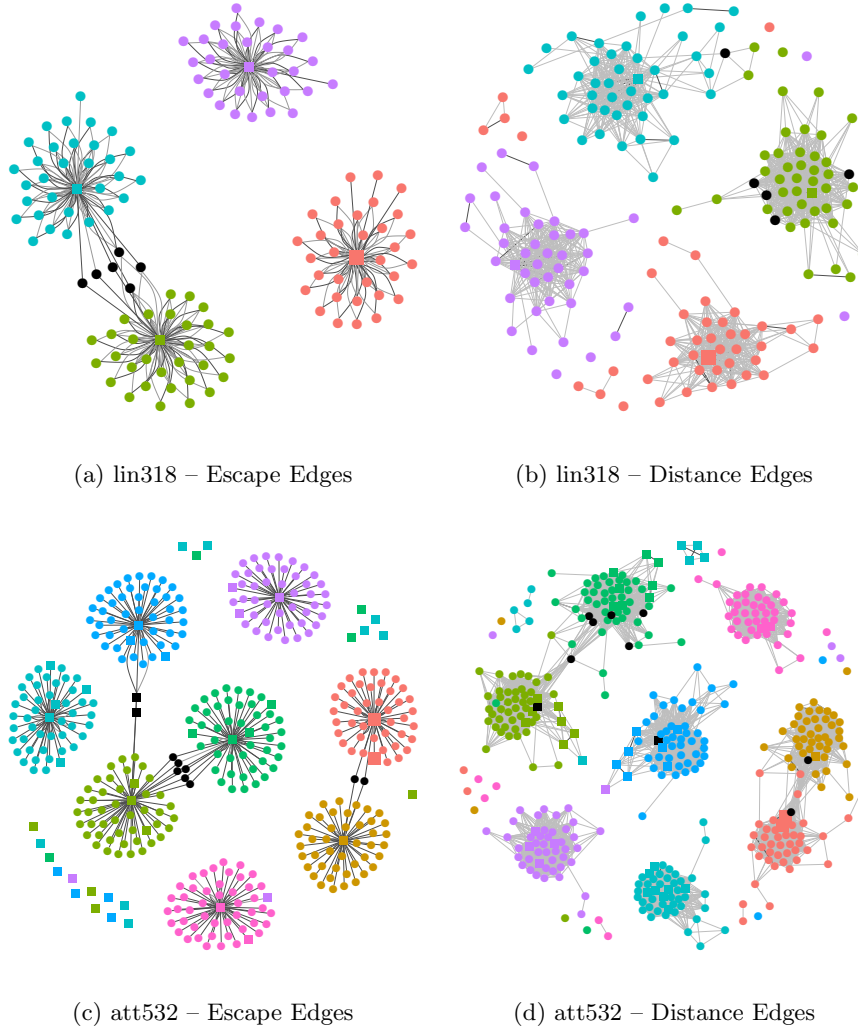 (a) lin318 – Escape Edges
(b) lin318 – Distance Edges
(c) att532 – Escape Edges
(d) att532 – Distance Edges